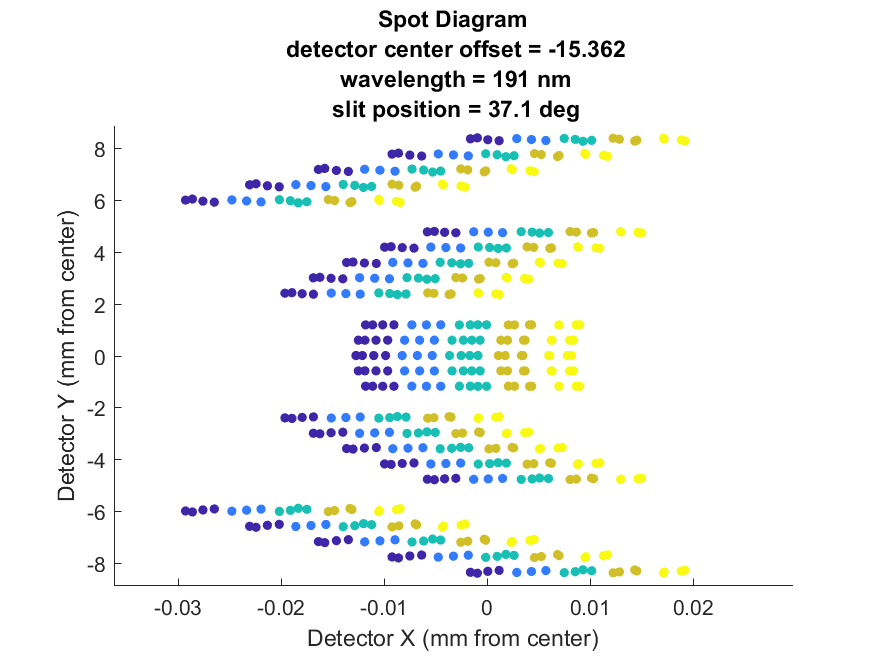 Spot Diagram
detector center offset = -15.362
wavelength = 191 nm
slit position = 37.1 deg
8
6
4
2
0
-2
-4
-6
-8
Detector Y (mm from center)
-0.03
-0.02
-0.01
0
0.01
0.02
Detector X (mm from center)